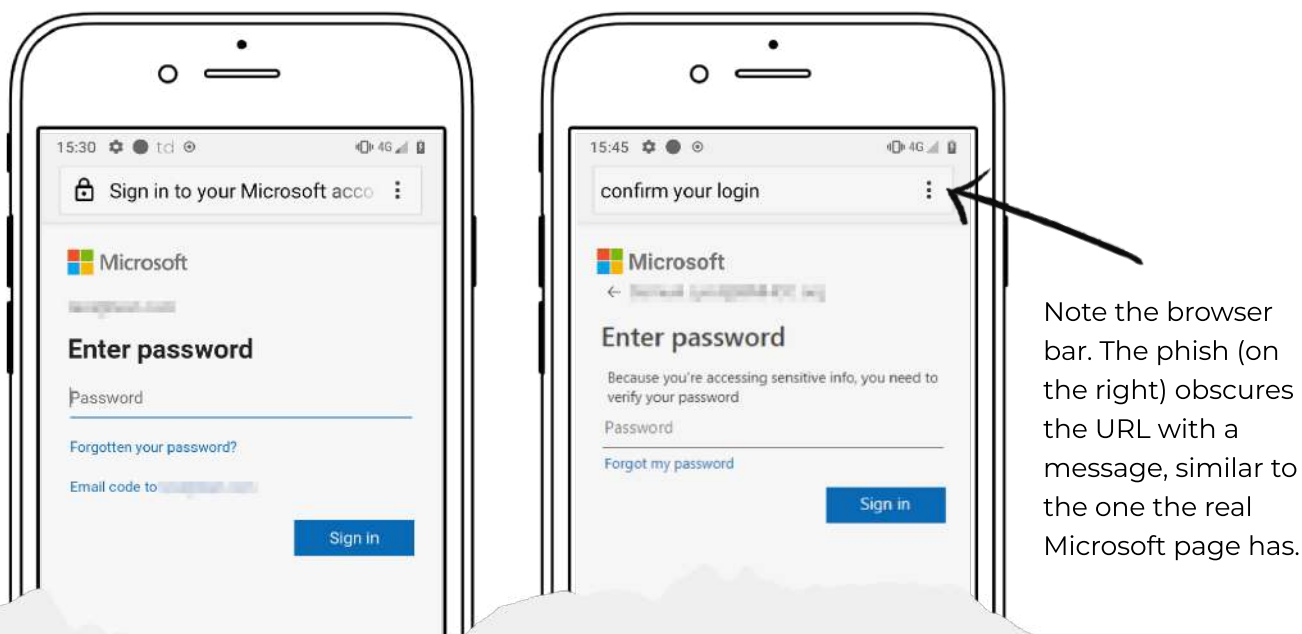 15:30 td 4G
Sign in to your Microsoft acco
Microsoft
Enter password
Password
Forgotten your password?
Email code to
Sign in
15:45 4G
confirm your login
Microsoft
Enter password
Because you're accessing sensitive info, you need to
verify your password
Password
Forgot my password
Sign in
Note the browser
bar. The phish (on
the right) obscures
the URL with a
message, similar to
the one the real
Microsoft page has.